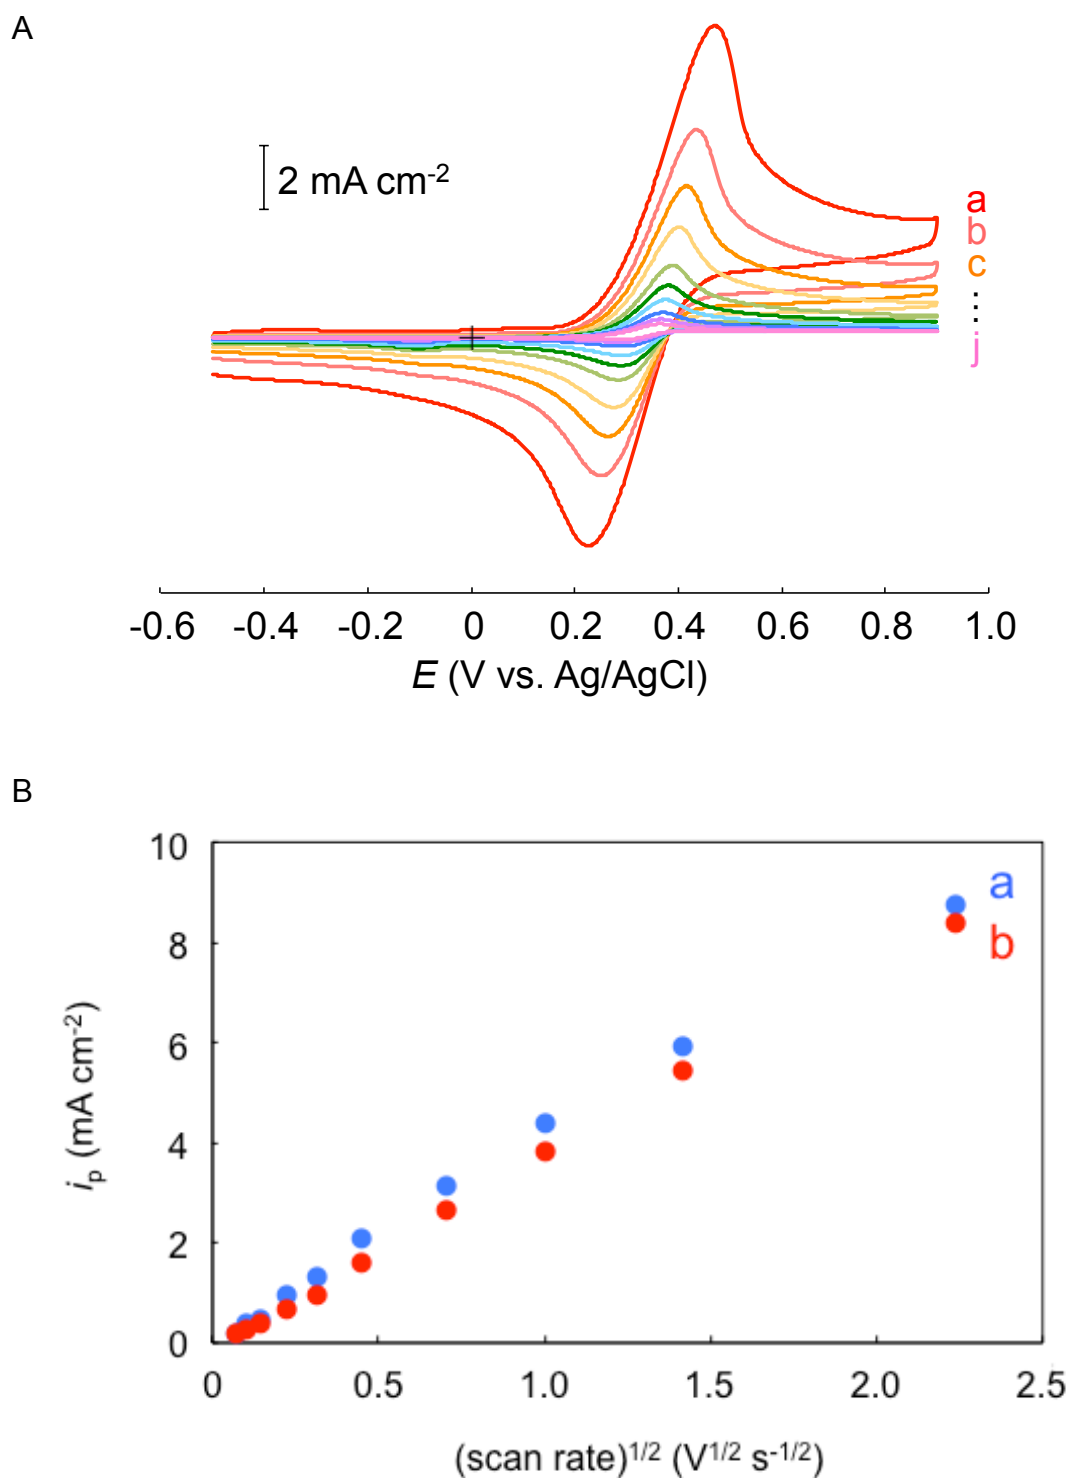 A
2 mA cm-2
a
b
c
⋮
j
-0.6 -0.4 -0.2 0 0.2 0.4 0.6 0.8 1.0
E (V vs. Ag/AgCl)
B
10
8
6
4
2
0
a
b
ip (mA cm-2)
0 0.5 1.0 1.5 2.0 2.5
(scan rate)1/2 (V1/2 s-1/2)